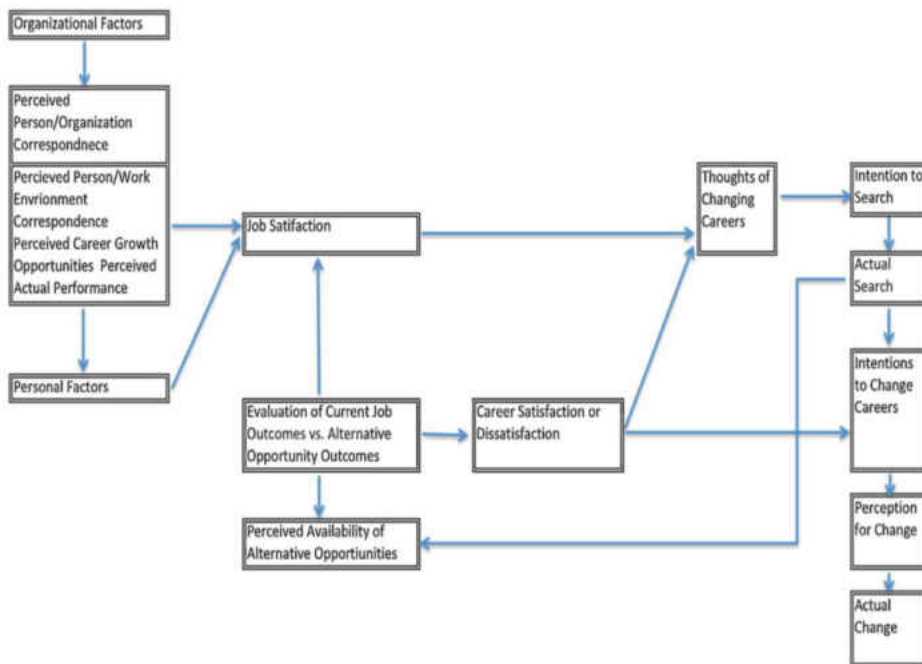 Organizational Factors
Perceived
Person/Organization
Correspondnece
Percieved Person/Work
Envrionment
Correspondence
Perceived Career Growth
Opportunities Perceived
Actual Performance
Personal Factors
Job Satifaction
Evaluation of Current Job
Outcomes vs. Alternative
Opportunity Outcomes
Perceived Availability of
Alternative Opportiunities
Career Satisfaction or
Dissatisfaction
Thoughts of
Changing
Careers
Intention to
Search
Actual
Search
Intentions
to Change
Careers
Perception
for Change
Actual
Change